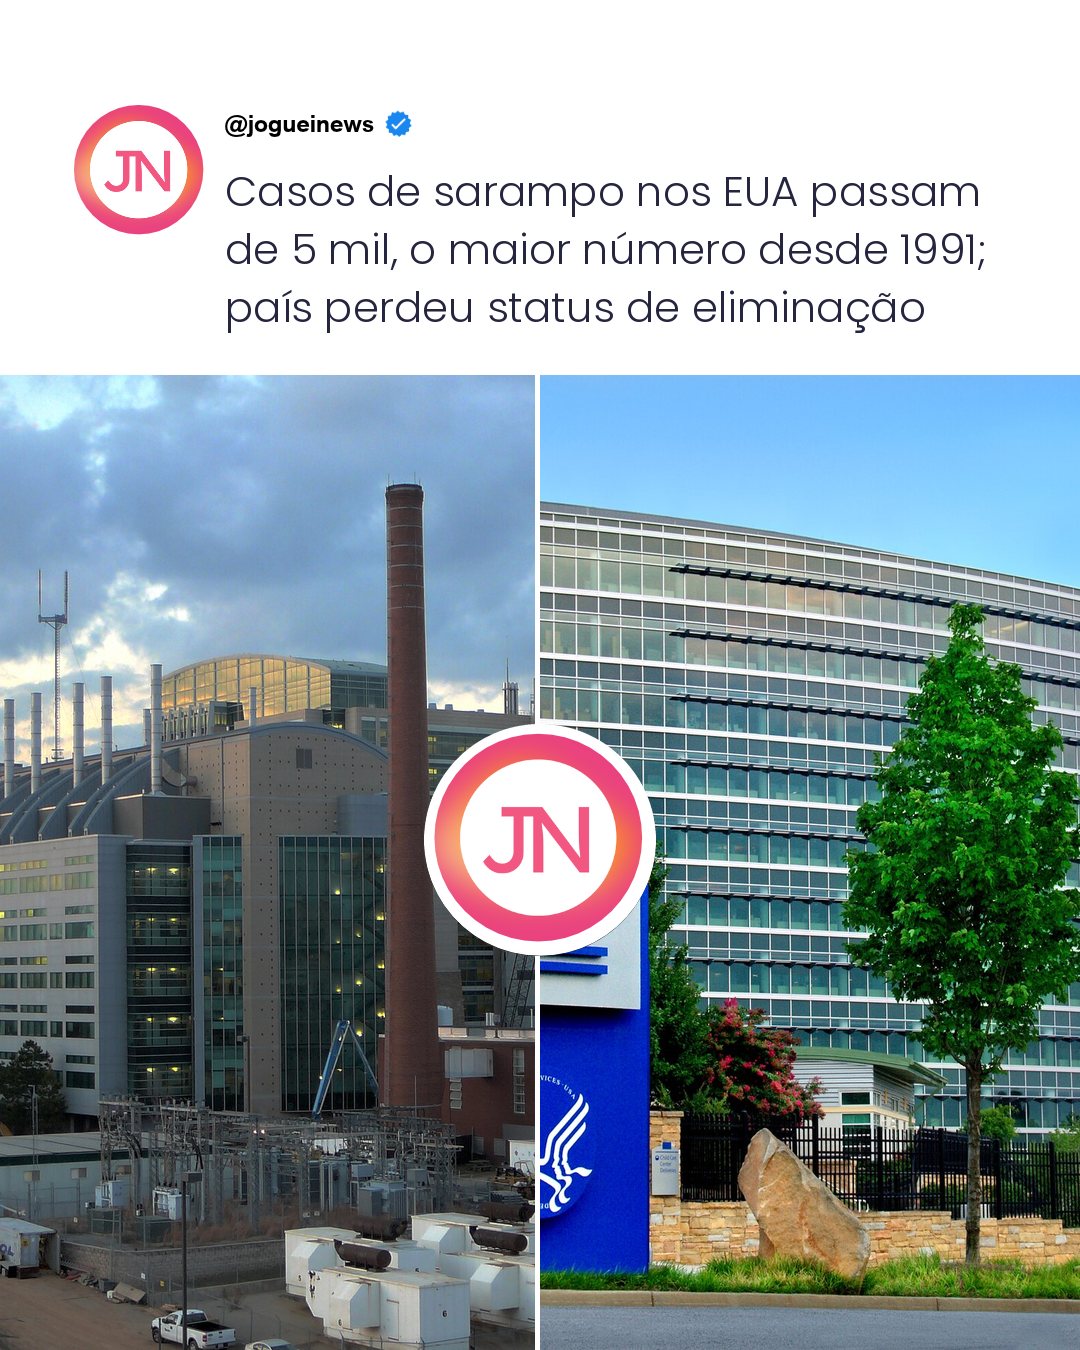 JN
@jogueinews
Casos de sarampo nos EUA passam
de 5 mil, o maior número desde 1991;
país perdeu status de eliminação
JN